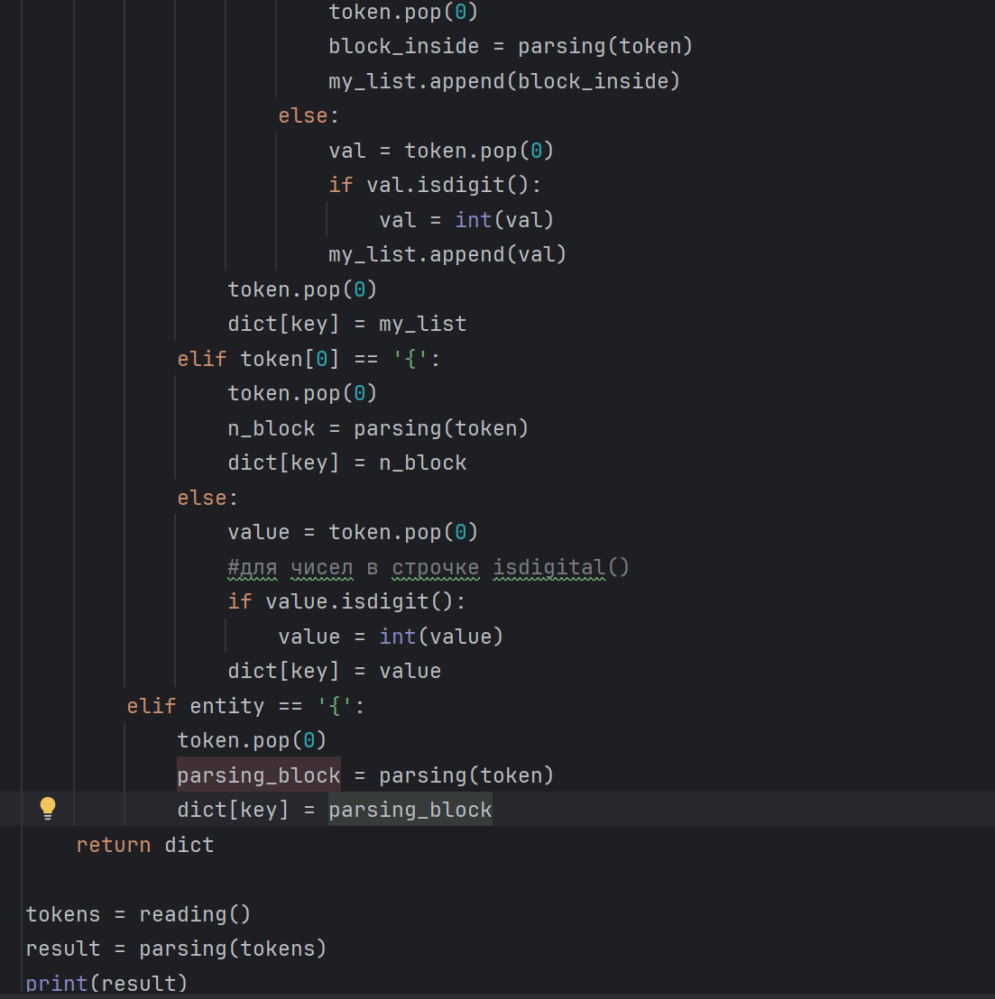 token.pop(0)
block_inside = parsing(token)
my_list.append(block_inside)
else:
val = token.pop(0)
if val.isdigit():
val = int(val)
my_list.append(val)
token.pop(0)
dict[key] = my_list
elif token[0] == '{':
token.pop(0)
n_block = parsing(token)
dict[key] = n_block
else:
value = token.pop(0)
#для чисел в строчке isdigital()
if value.isdigit():
value = int(value)
dict[key] = value
elif entity == '{':
token.pop(0)
parsing_block = parsing(token)
dict[key] = parsing_block
return dict
tokens = reading()
result = parsing(tokens)
print(result)